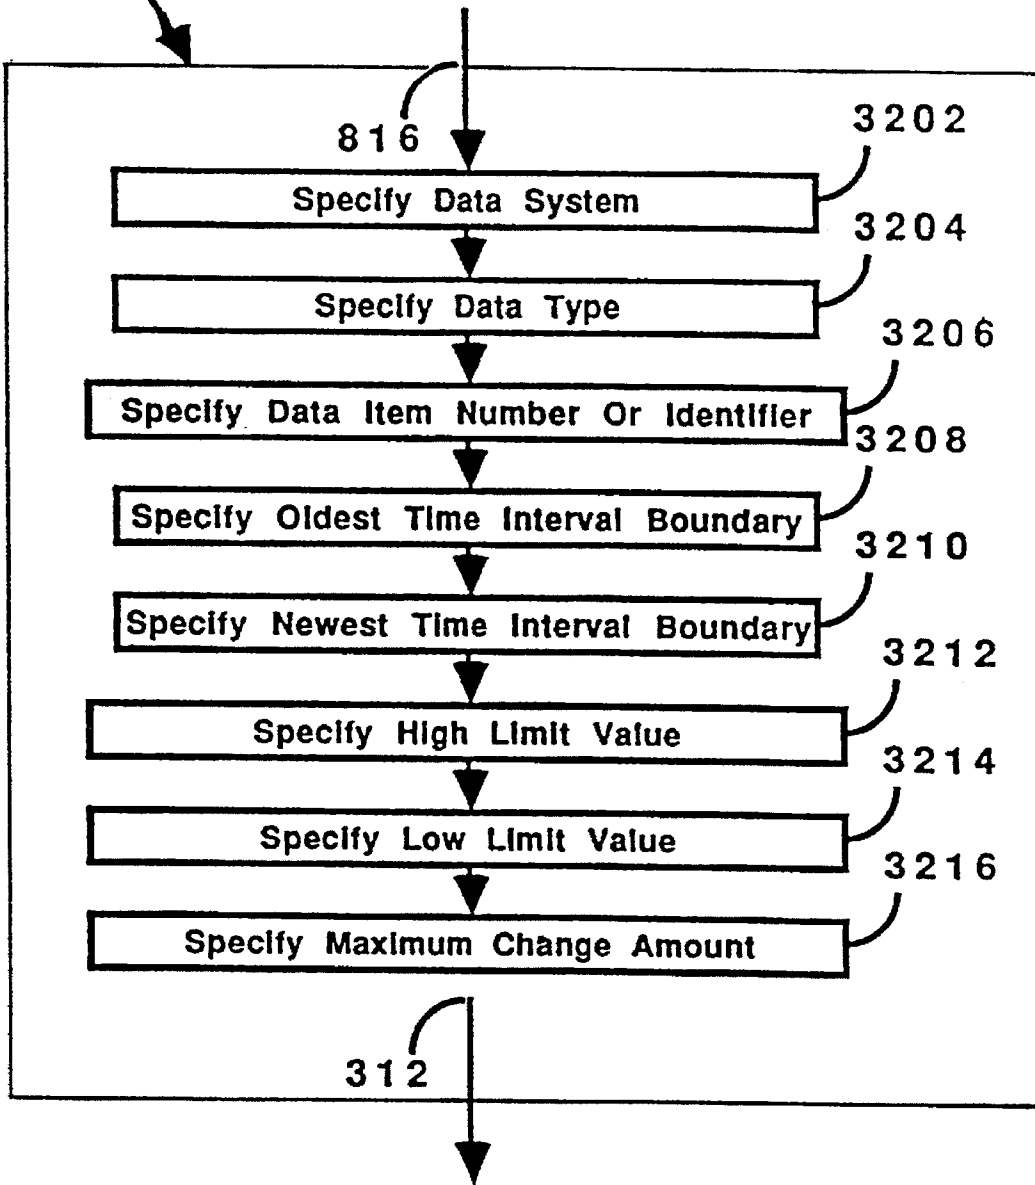 816
3202
Specify Data System
3204
Specify Data Type
3206
Specify Data Item Number Or Identifier
3208
Specify Oldest Time Interval Boundary
3210
Specify Newest Time Interval Boundary
3212
Specify High Limit Value
3214
Specify Low Limit Value
3216
Specify Maximum Change Amount
312